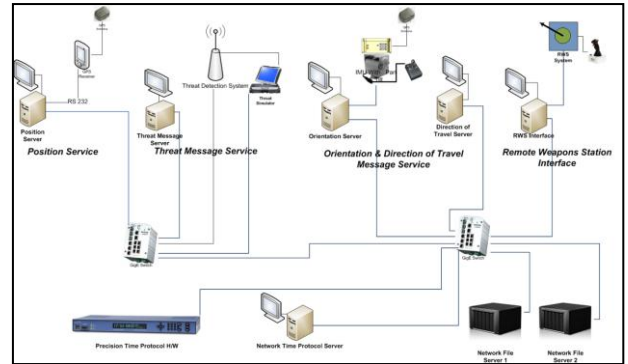 GPS
GPS
Receiver
RS 232
Position
Server
Position Service
Threat Message
Server
Threat Detection System
Threat
Simulator
Threat Message Service
GPS
Orientation Server
Direction of
Travel Server
Orientation & Direction of Travel
Message Service
RWS
System
RWS Interface
Remote Weapons Station
Interface
GigE Switch
GigE Switch
Precision Time Protocol H/W
Network Time Protocol Server
Network File
Server 1
Network File
Server 2